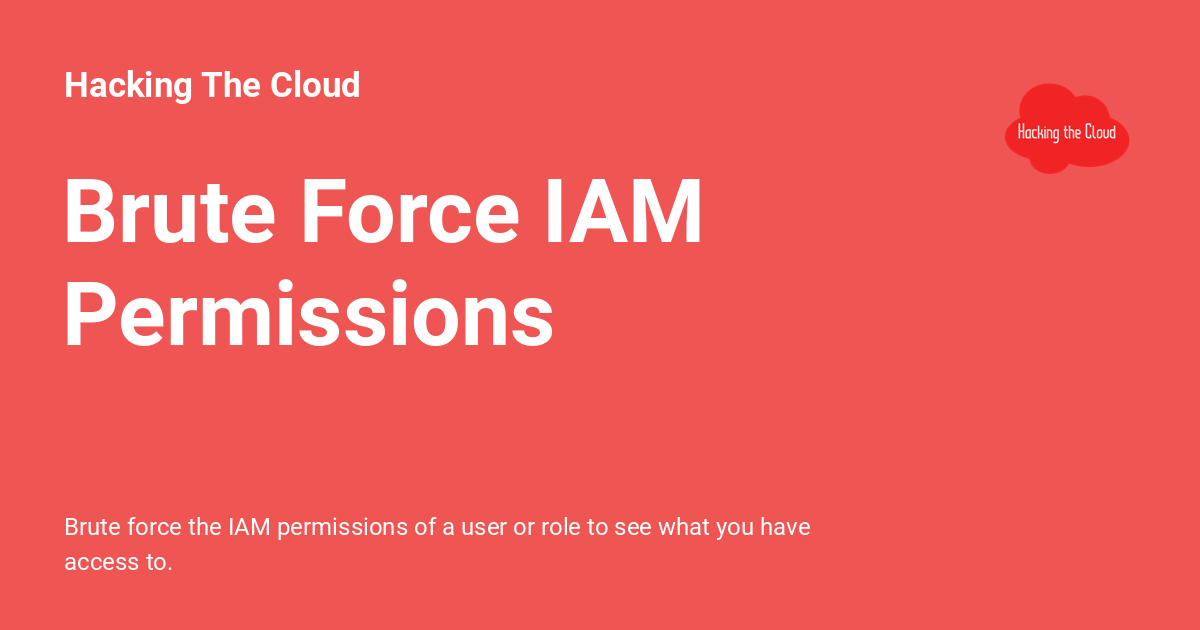 Hacking The Cloud
Hacking the Cloud
Brute Force IAM
Permissions
Brute force the IAM permissions of a user or role to see what you have
access to.